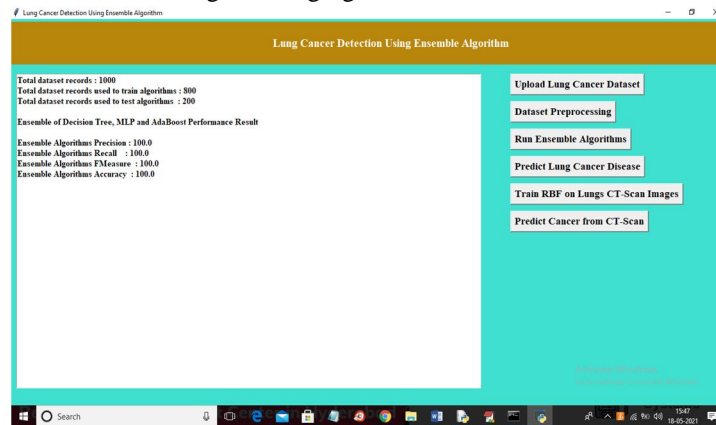 Lung Cancer Detection Using Ensemble Algorithm
Lung Cancer Detection Using Ensemble Algorithm
Total dataset records : 1000
Total dataset records used to train algorithms : 800
Total dataset records used to test algorithms : 200
Ensemble of Decision Tree, MLP and AdaBoost Performance Result
Ensemble Algorithms Precision : 100.0
Ensemble Algorithms Recall : 100.0
Ensemble Algorithms FMeasure : 100.0
Ensemble Algorithms Accuracy : 100.0
Upload Lung Cancer Dataset
Dataset Preprocessing
Run Ensemble Algorithms
Predict Lung Cancer Disease
Train RBF on Lungs CT-Scan Images
Predict Cancer from CT-Scan
Search
15:47
18-05-2021